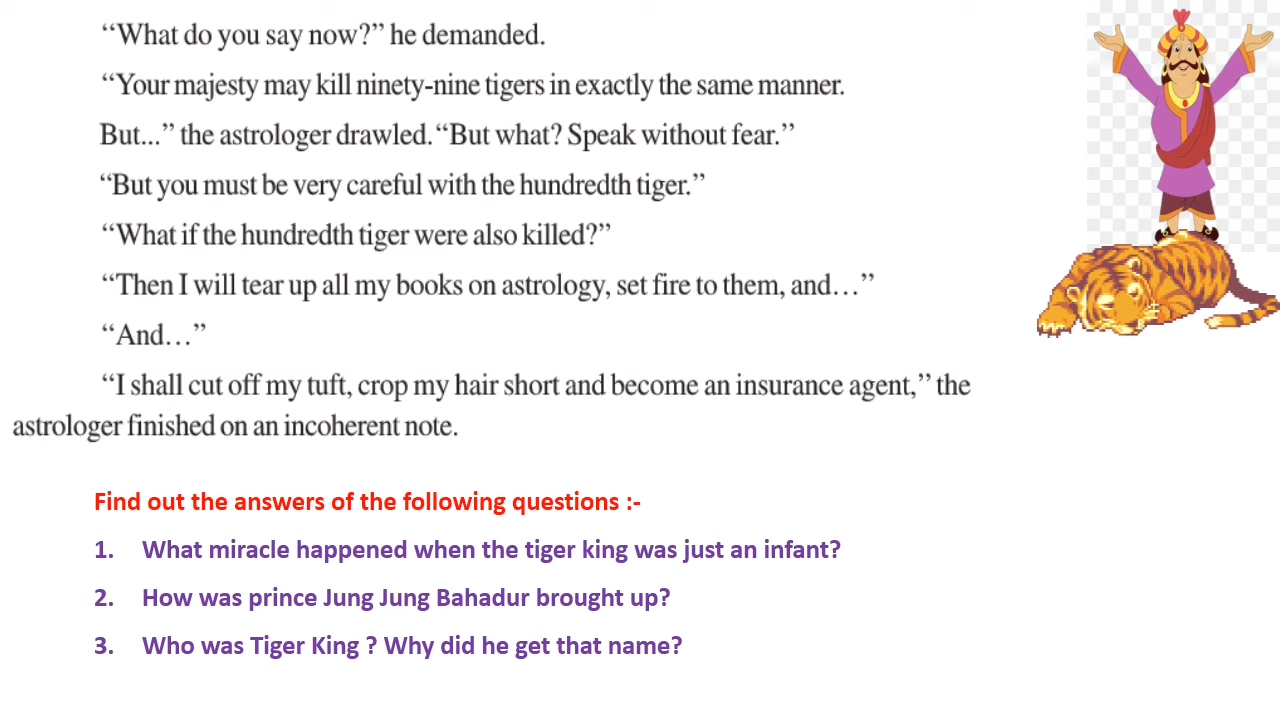 “What do you say now?” he demanded.
“Your majesty may kill ninety-nine tigers in exactly the same manner.
But...” the astrologer drawled. “But what? Speak without fear.”
“But you must be very careful with the hundredth tiger.”
“What if the hundredth tiger were also killed?”
“Then I will tear up all my books on astrology, set fire to them, and…”
“And…”
“I shall cut off my tuft, crop my hair short and become an insurance agent,” the
astrologer finished on an incoherent note.
Find out the answers of the following questions :-
1. What miracle happened when the tiger king was just an infant?
2. How was prince Jung Jung Bahadur brought up?
3. Who was Tiger King ? Why did he get that name?